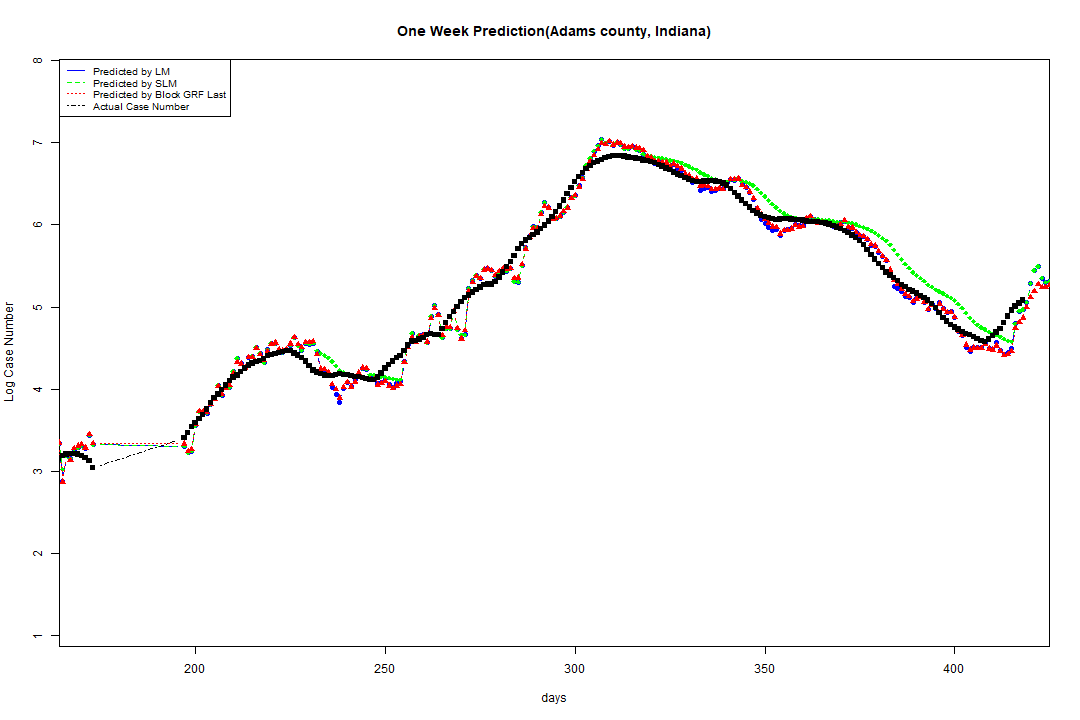 One Week Prediction(Adams county, Indiana)
Predicted by LM
Predicted by SLM
Predicted by Block GRF Last
Actual Case Number
8
7
6
5
4
3
2
1
Log Case Number
200 250 300 350 400
days